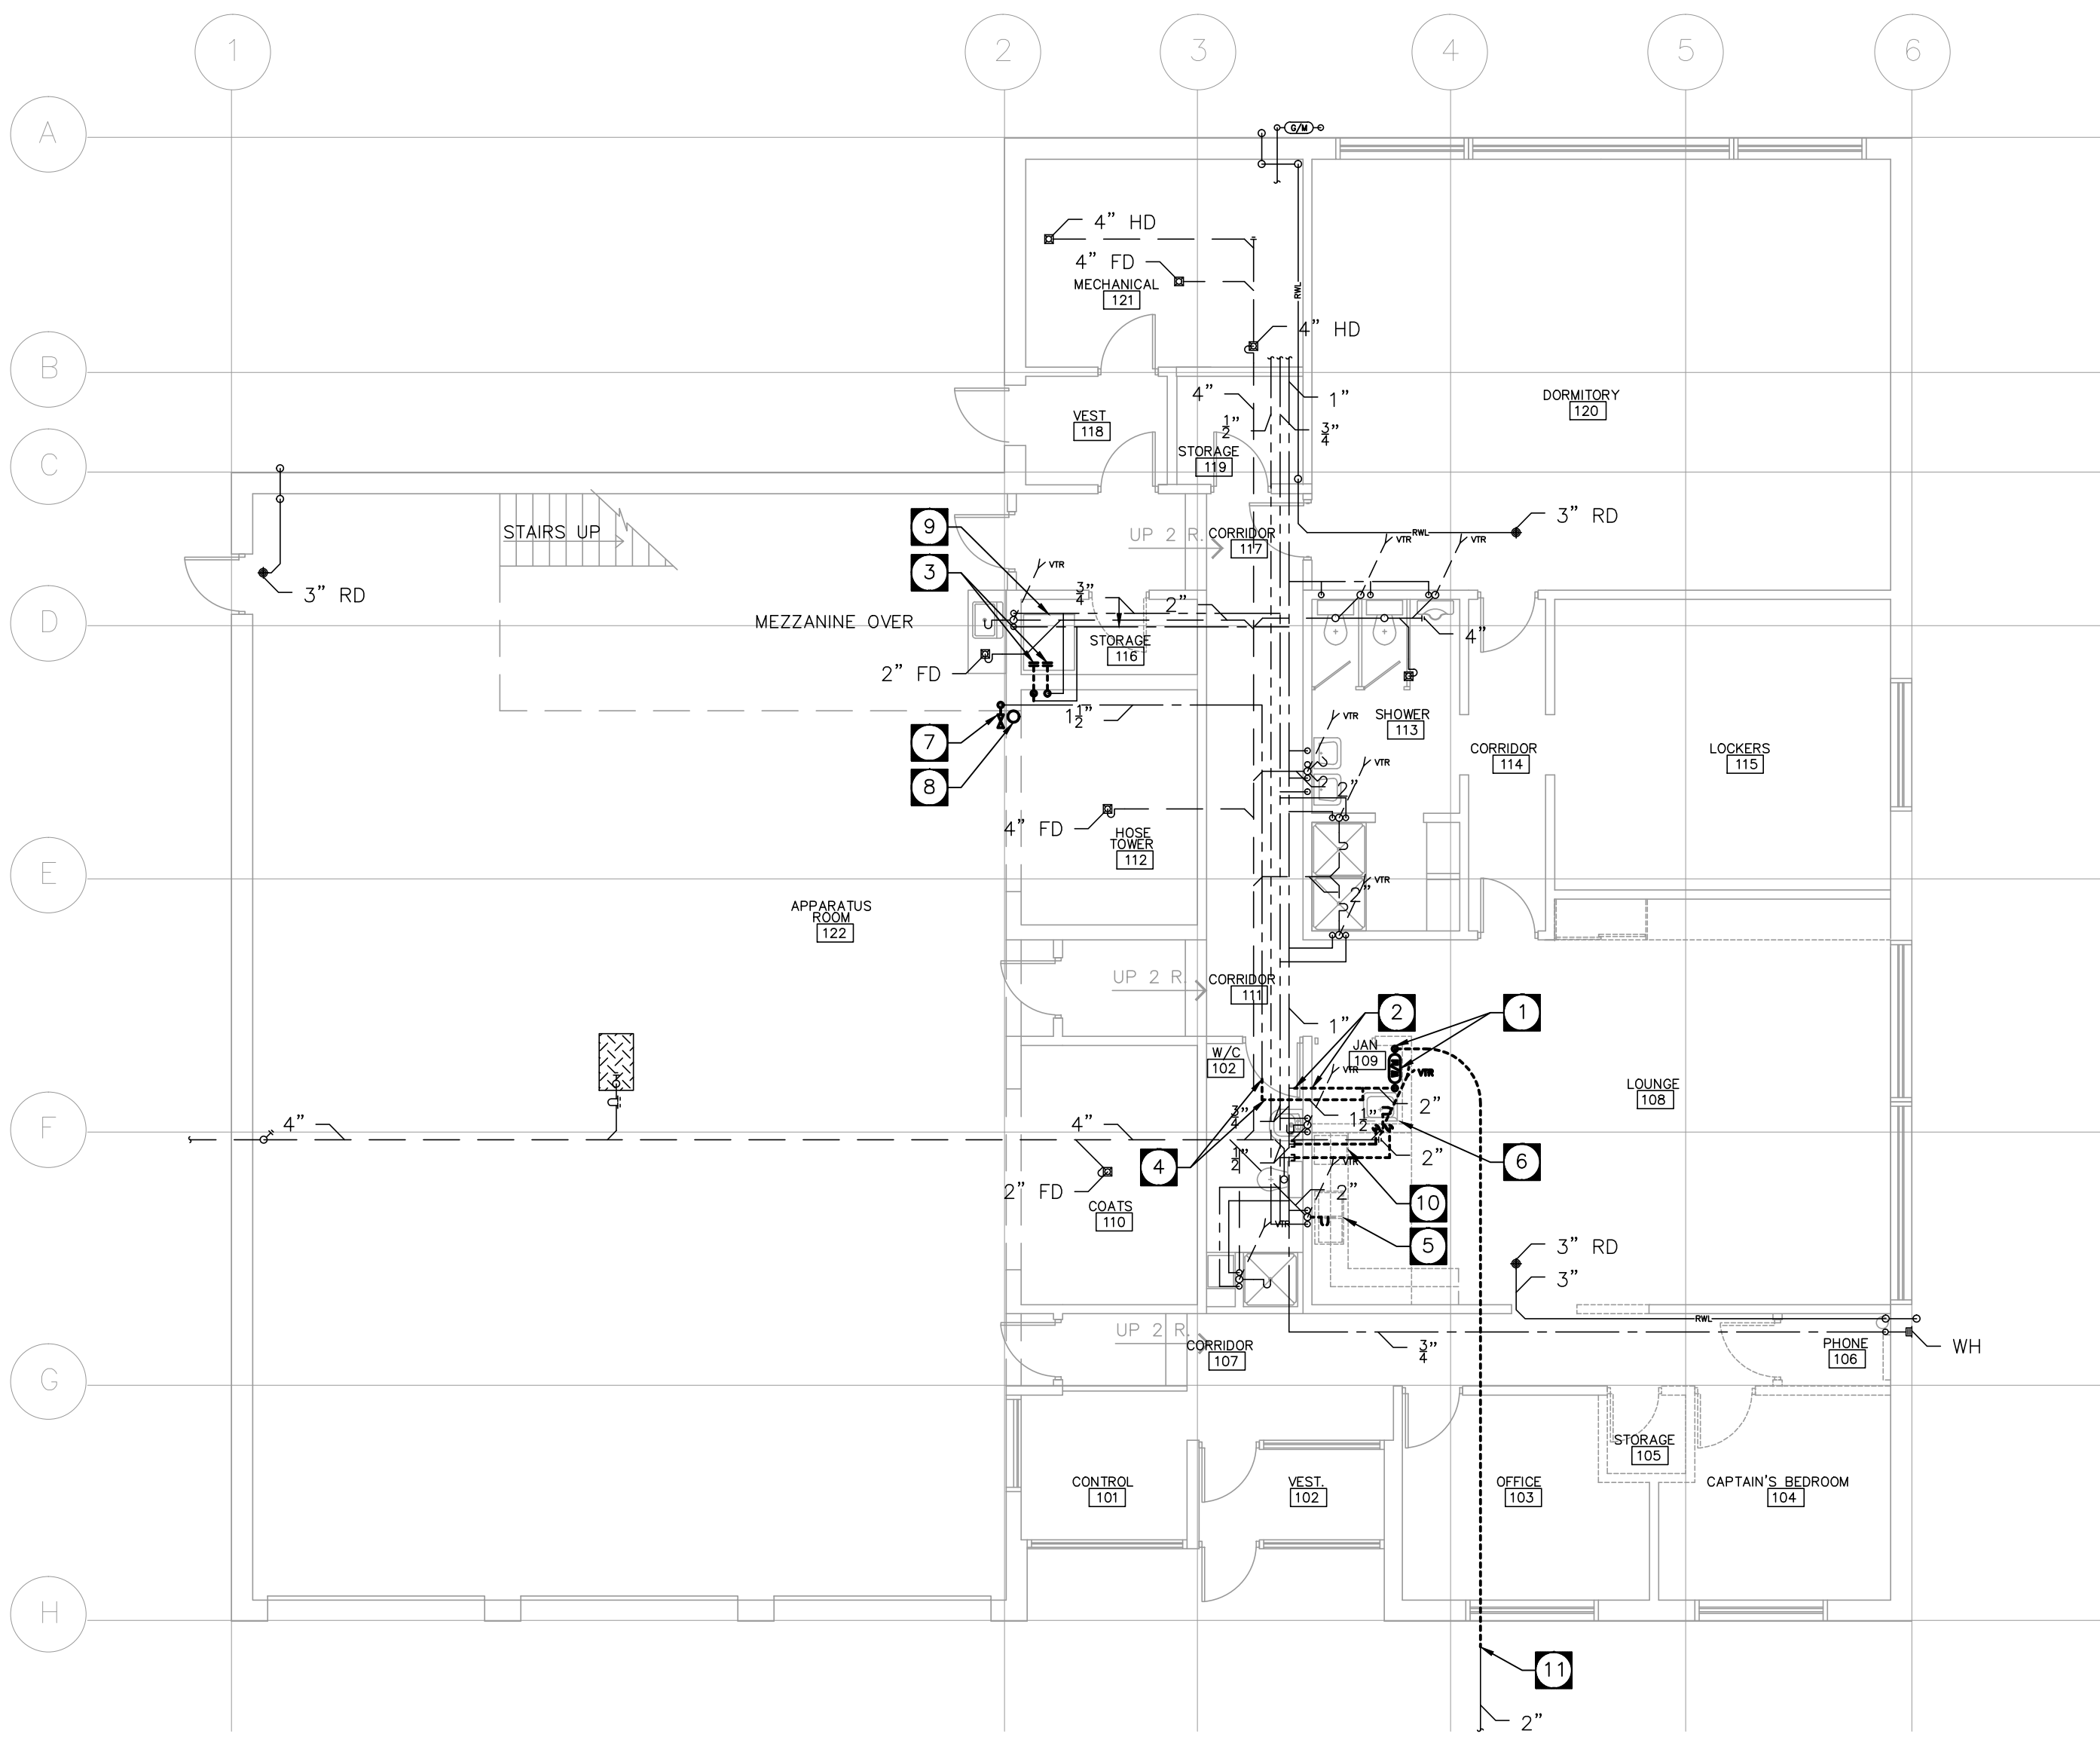 1
2
3
4
5
6
A
G/M
4” HD
4” FD
MECHANICAL
121
RWL
4” HD
B
4”
1”
1/2”
3/4”
VEST
118
DORMITORY
120
C
STORAGE
119
STAIRS UP
9
UP 2 R.
CORRIDOR
117
3” RD
RWL
VTR
VTR
3
VTR
3” RD
3/4”
2”
D
MEZZANINE OVER
4”
STORAGE
116
2” FD
1 1/2”
SHOWER
113
VTR
7
CORRIDOR
114
LOCKERS
115
VTR
8
2”
2”
4” FD
HOSE
TOWER
112
E
VTR
2”
APPARATUS
ROOM
122
UP 2 R.
CORRIDOR
111
2
1
1”
W/C
102
JAN
109
W/M
VTR
VTR
LOUNGE
108
F
4”
4”
3/4”
1 1/2”
2”
4
1/2”
2”
6
VTR
2” FD
2”
10
COATS
110
VTR
5
3” RD
3”
UP 2 R.
RWL
CORRIDOR
107
3/4”
PHONE
106
WH
G
STORAGE
105
CONTROL
101
VEST.
102
OFFICE
103
CAPTAIN'S BEDROOM
104
H
11
2”